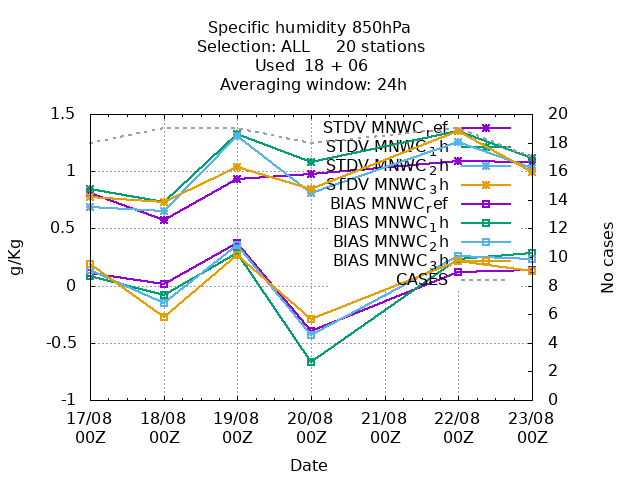 Specific humidity 850hPa
Selection: ALL     20 stations
Used  18 + 06
Averaging window: 24h
1.5
1
0.5
0
-0.5
-1
g/Kg
20
18
16
14
12
10
8
6
4
2
0
No cases
STDV MNWC_ref
STDV MNWC_1h
STDV MNWC_2h
STDV MNWC_3h
BIAS MNWC_ref
BIAS MNWC_1h
BIAS MNWC_2h
BIAS MNWC_3h
CASES
17/08 18/08 19/08 20/08 21/08 22/08 23/08
00Z 00Z 00Z 00Z 00Z 00Z 00Z
Date